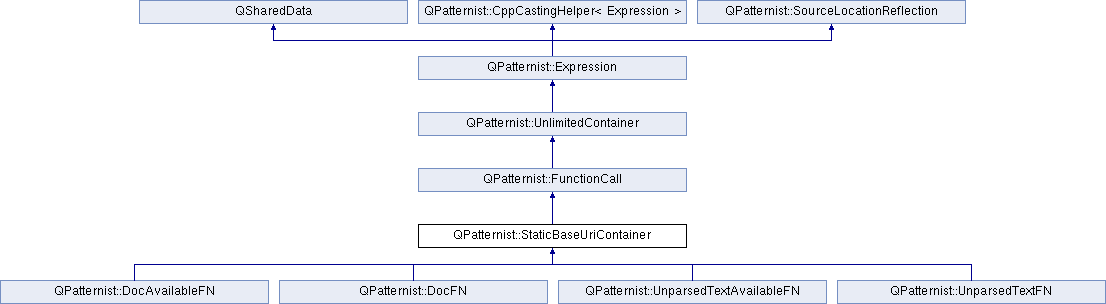 QSharedData
QPatternist::CppCastingHelper< Expression >
QPatternist::SourceLocationReflection
QPatternist::Expression
QPatternist::UnlimitedContainer
QPatternist::FunctionCall
QPatternist::StaticBaseUriContainer
QPatternist::DocAvailableFN
QPatternist::DocFN
QPatternist::UnparsedTextAvailableFN
QPatternist::UnparsedTextFN